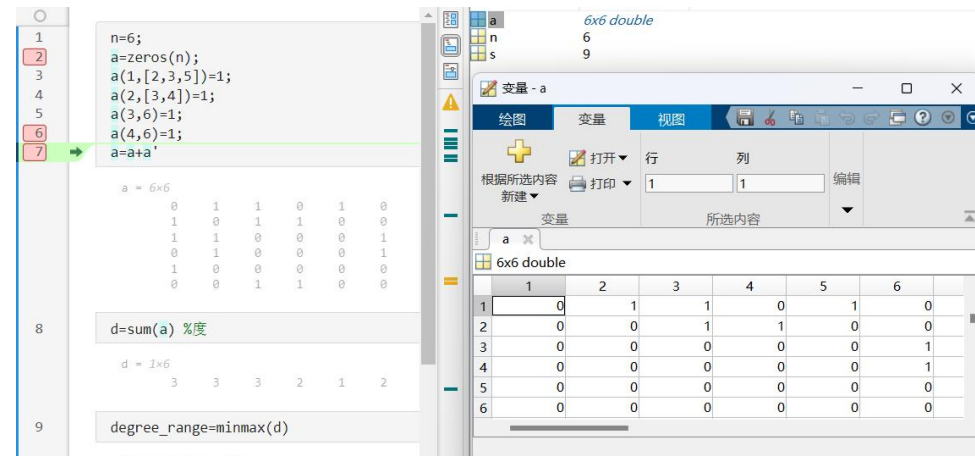 1 n=6;
2 a=zeros(n);
3 a(1,[2,3,5])=1;
4 a(2,[3,4])=1;
5 a(3,6)=1;
6 a(4,6)=1;
7 a=a+a'
a = 6×6
0 1 1 0 1 0
1 0 1 1 0 0
1 1 0 0 0 1
0 1 0 0 0 1
1 0 0 0 0 0
0 0 1 1 0 0
8 d=sum(a) %度
d = 1×6
3 3 3 2 1 2
9 degree_range=minmax(d)
a 6x6 double
n 6
s 9
变量 - a
绘图 变量 视图
根据所选内容
新建
打开
打印
行 列
1 1
编辑
变量 所选内容
a
6x6 double
1 2 3 4 5 6
1 0 1 1 0 1 0
2 0 0 1 1 0 0
3 0 0 0 0 0 1
4 0 0 0 0 0 1
5 0 0 0 0 0 0
6 0 0 0 0 0 0